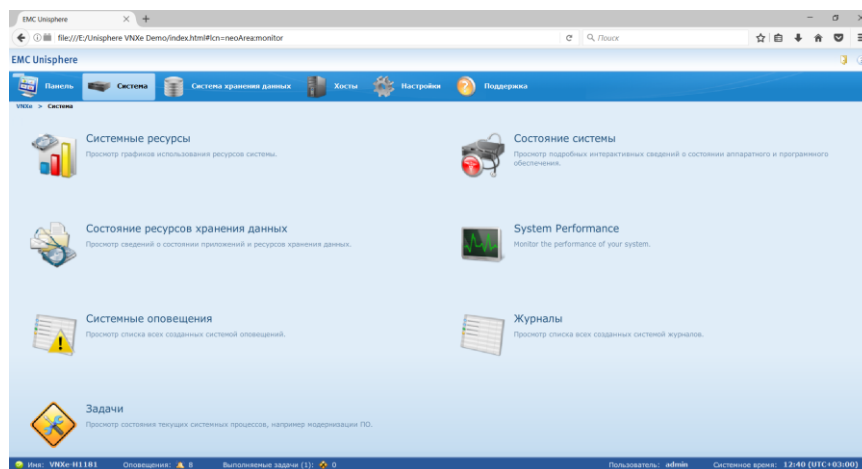 EMC Unisphere
file:///E:/Unisphere VNXe Demo/index.html#lcn=neoArea:monitor
Поиск
EMC Unisphere
Панель Система Система хранения данных Хосты Настройки Поддержка
VNXe > Система
Системные ресурсы
Просмотр графиков использования ресурсов системы.
Состояние системы
Просмотр подробных интерактивных сведений о состоянии аппаратного и программного
обеспечения.
Состояние ресурсов хранения данных
Просмотр сведений о состоянии приложений и ресурсов хранения данных.
System Performance
Monitor the performance of your system.
Системные оповещения
Просмотр списка всех созданных системой оповещений.
Журналы
Просмотр списка всех созданных системой журналов.
Задачи
Просмотр состояния текущих системных процессов, например модернизации ПО.
Имя: VNXe-H1181 Оповещения: 8 Выполняемые задачи (1): 0 Пользователь: admin Системное время: 12:40 (UTC+03:00)